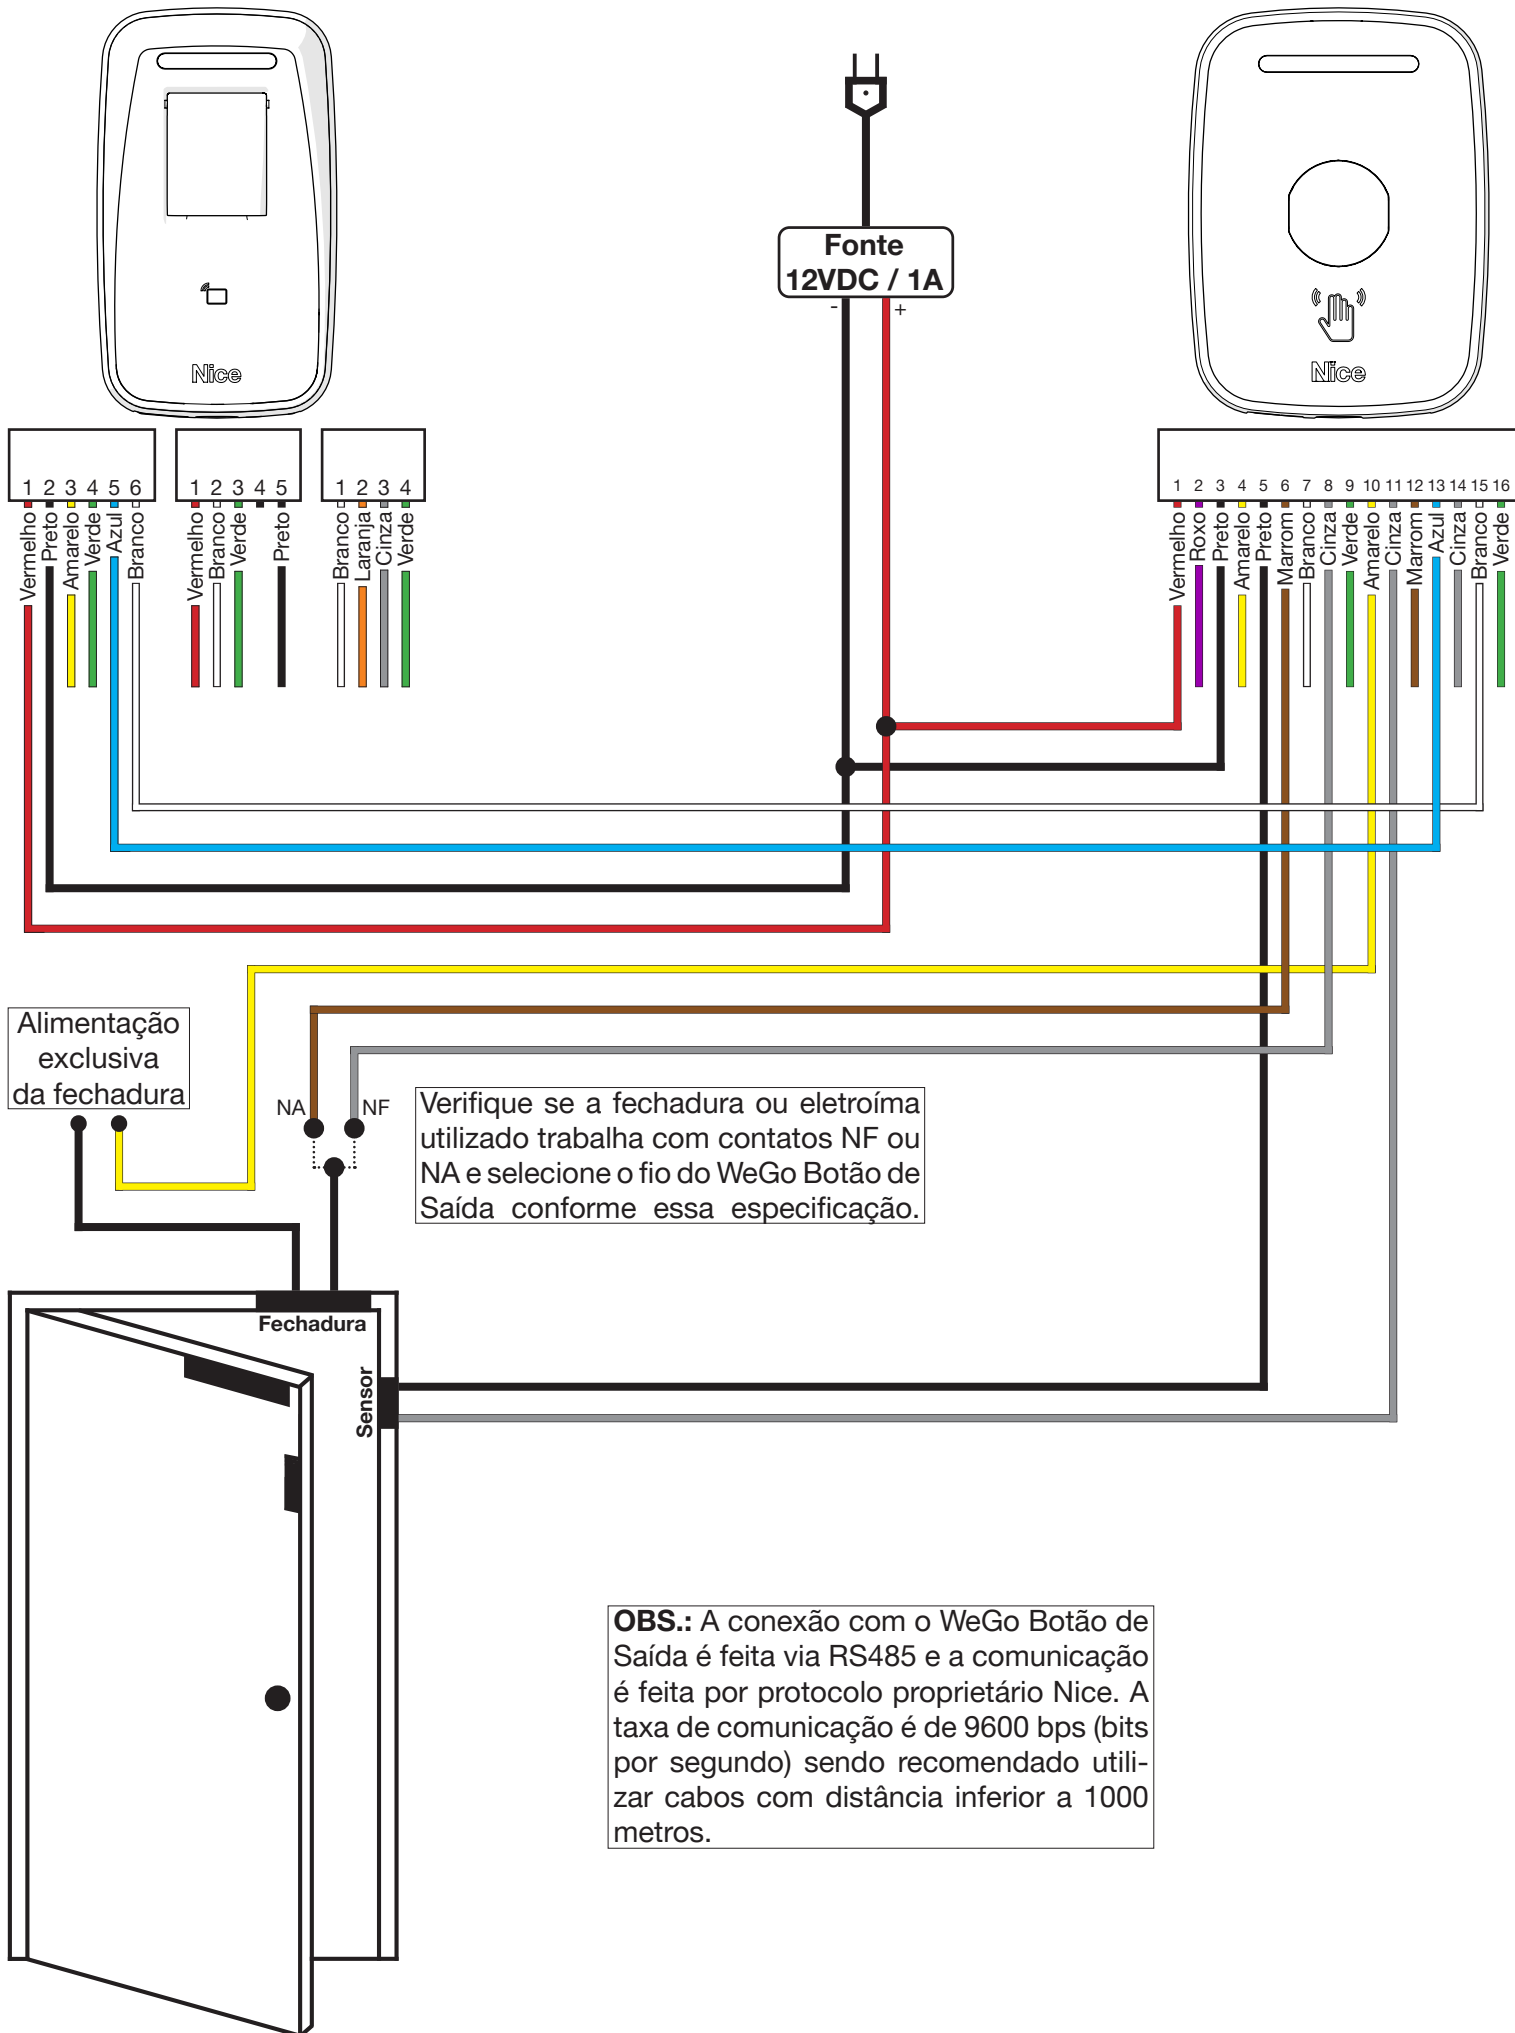 Fonte
12VDC / 1A
- +
Nice
Nice
1 2 3 4 5 6
Vermelho Preto Amarelo Verde Azul Branco
1 2 3 4 5
Vermelho Branco Verde Preto
1 2 3 4
Branco Laranja Cinza Verde
1 2 3 4 5 6 7 8 9 10 11 12 13 14 15 16
Vermelho Roxo Preto Amarelo Preto Marrom Branco Cinza Verde Amarelo Cinza Marrom Azul Cinza Branco Verde
Alimentação
exclusiva
da fechadura
NA NF
Verifique se a fechadura ou eletroíma
utilizado trabalha com contatos NF ou
NA e selecione o fio do WeGo Botão de
Saída conforme essa especificação.
Fechadura
Sensor
OBS.: A conexão com o WeGo Botão de
Saída é feita via RS485 e a comunicação
é feita por protocolo proprietário Nice. A
taxa de comunicação é de 9600 bps (bits
por segundo) sendo recomendado utili-
zar cabos com distância inferior a 1000
metros.